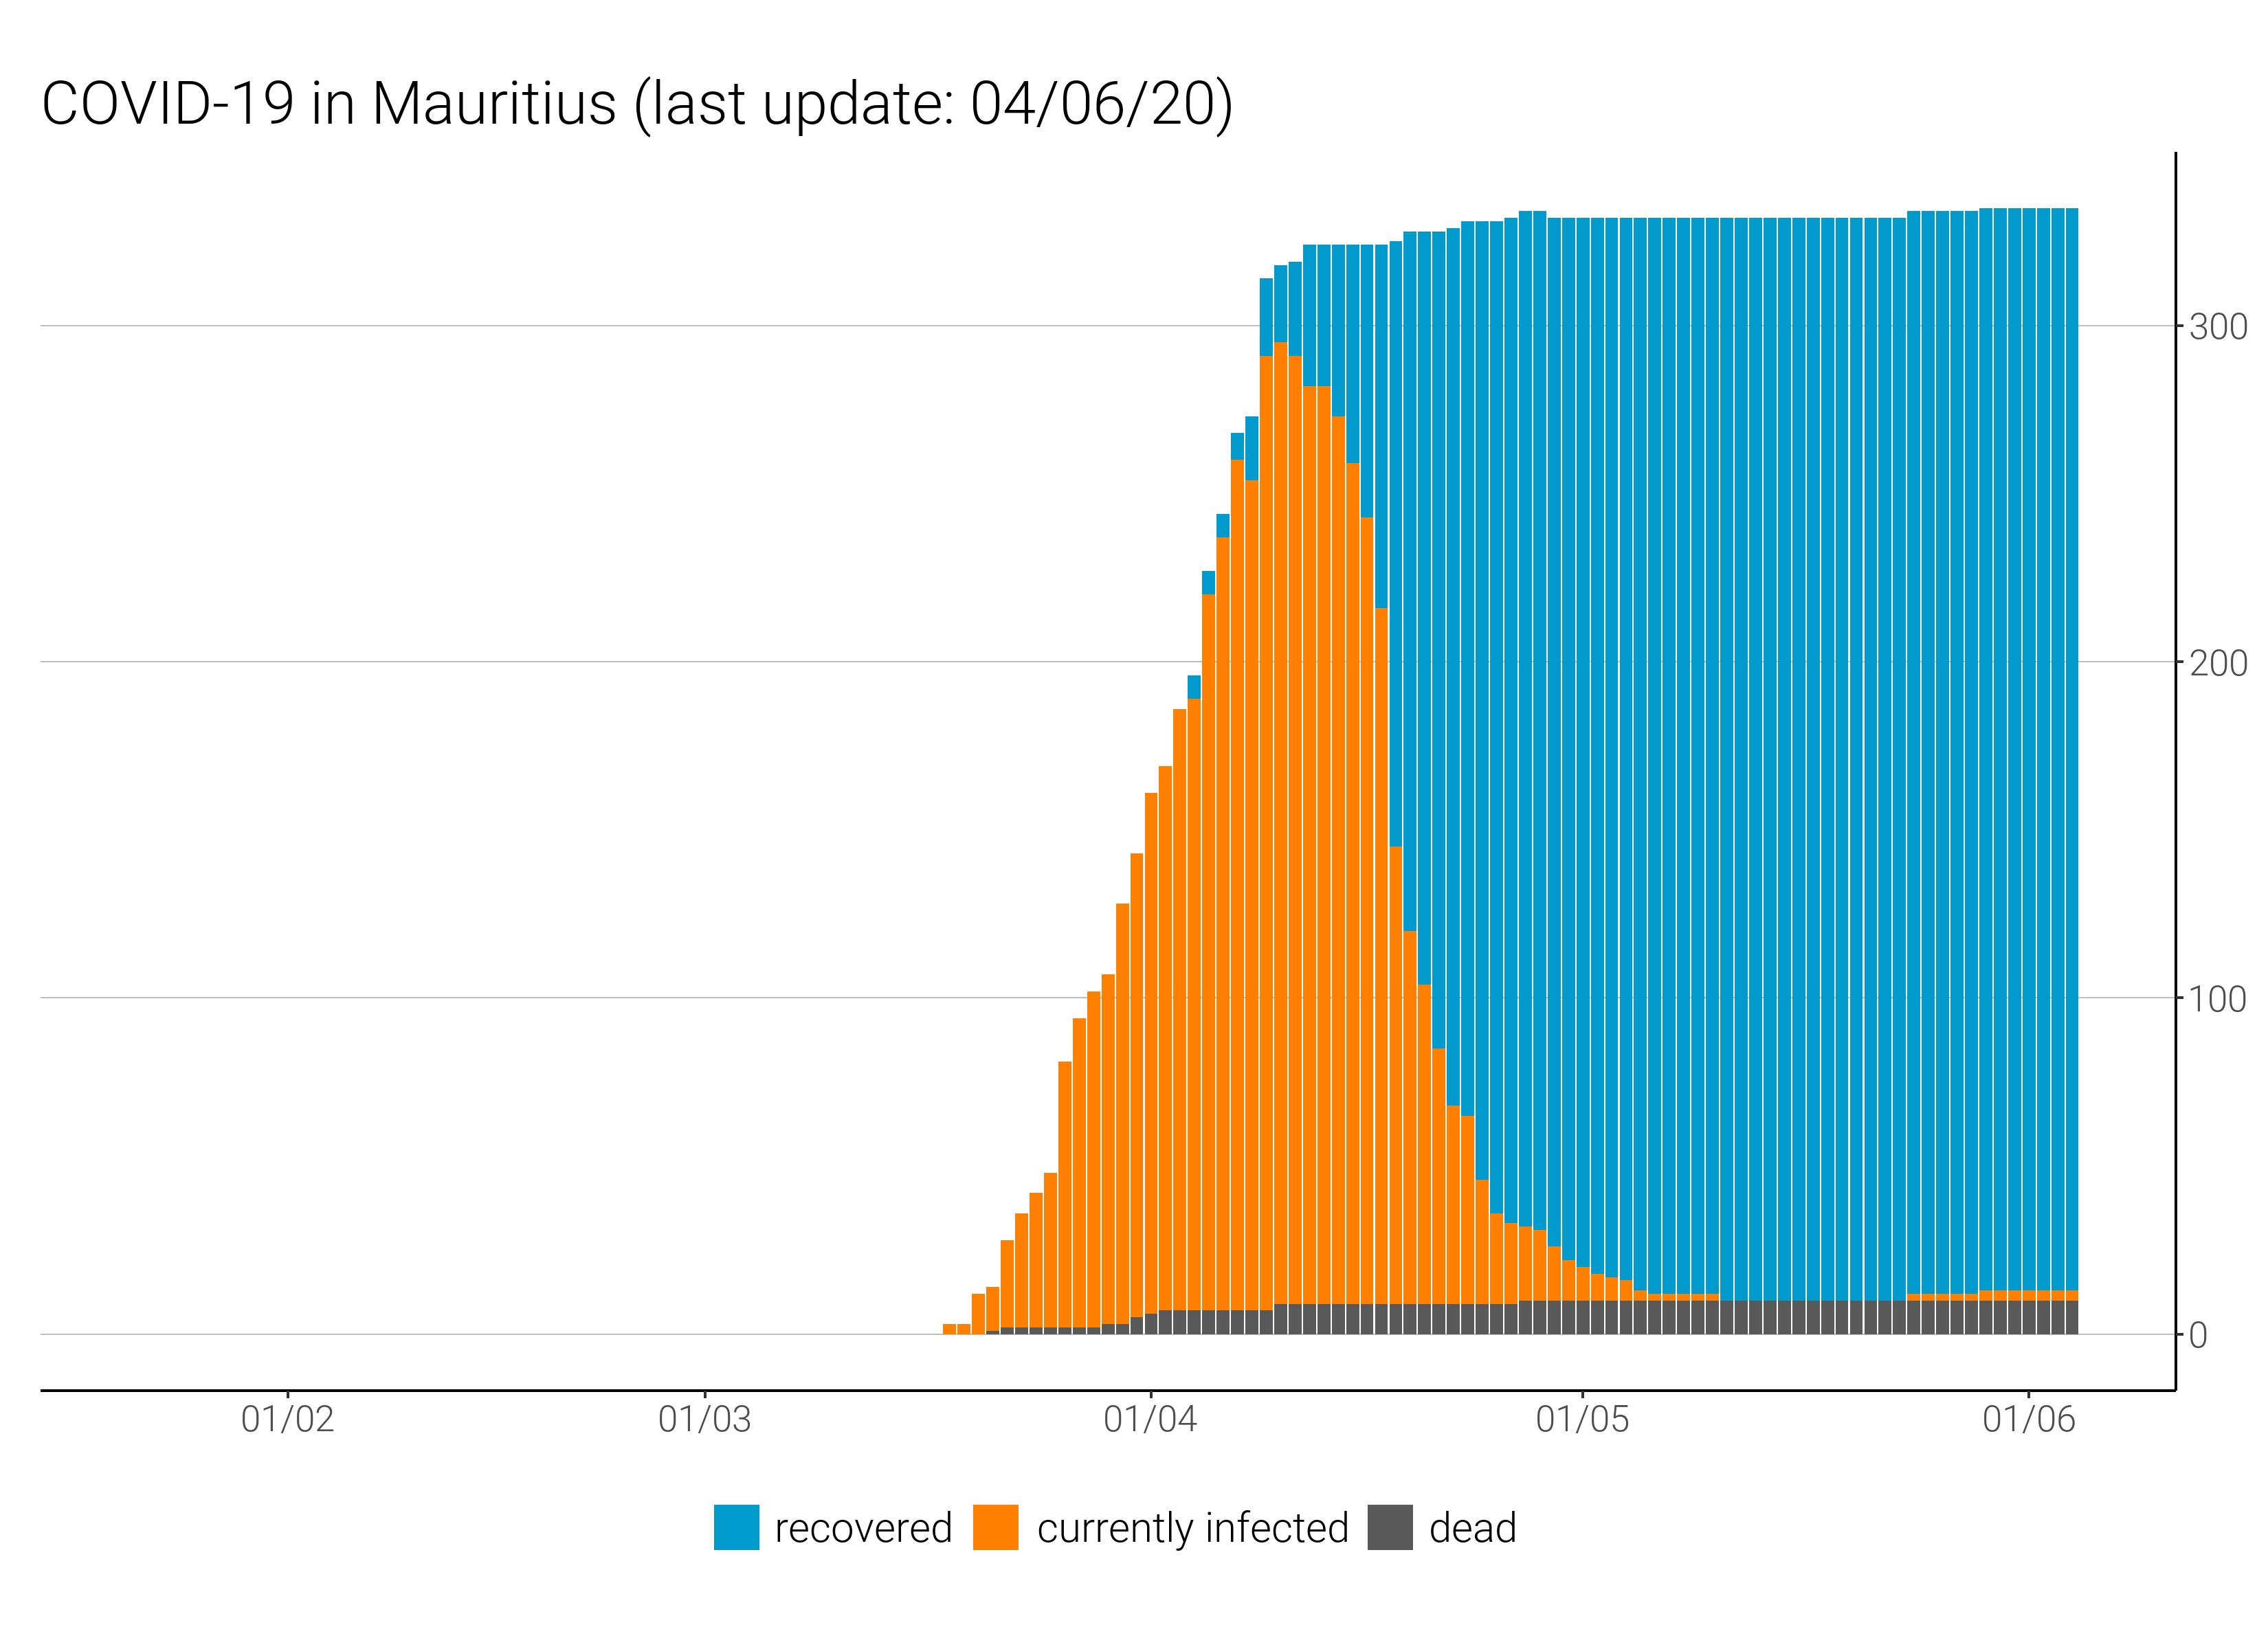 COVID-19 in Mauritius (last update: 04/06/20)
300
200
100
0
01/02 01/03 01/04 01/05 01/06
recovered currently infected dead